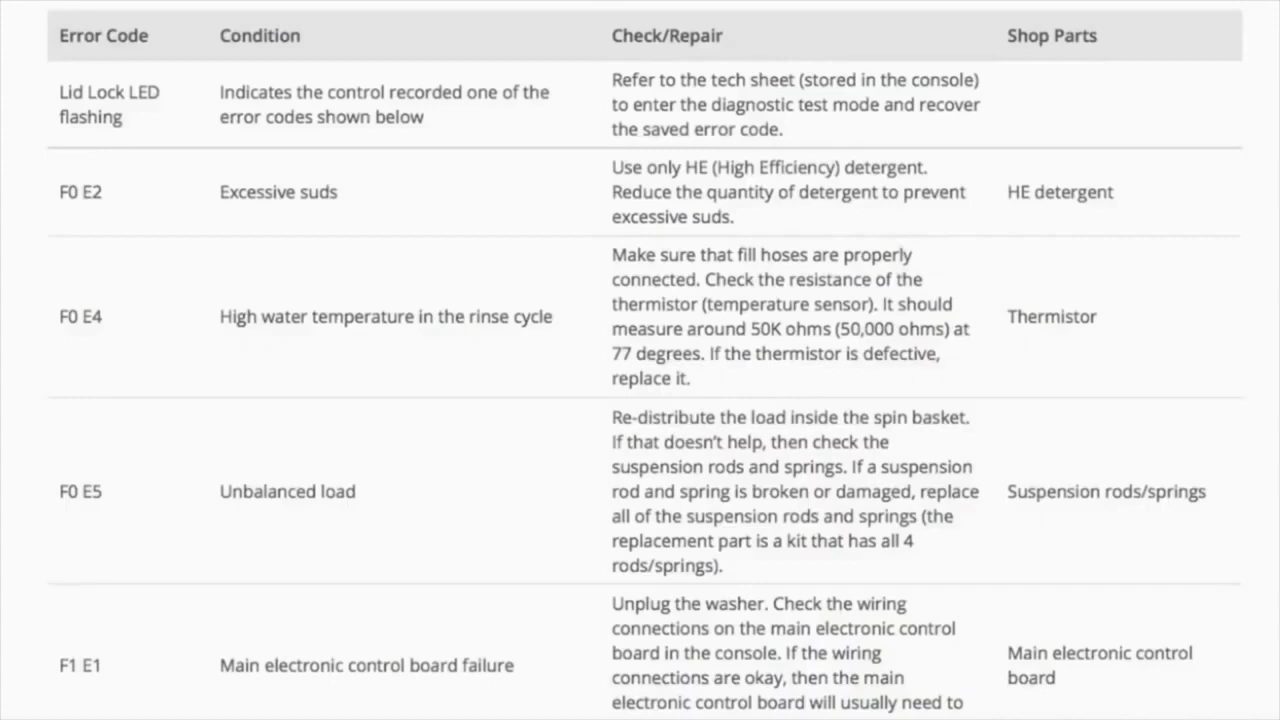 Error Code Condition Check/Repair Shop Parts
Lid Lock LED
flashing
Indicates the control recorded one of the
error codes shown below
Refer to the tech sheet (stored in the console)
to enter the diagnostic test mode and recover
the saved error code.
F0 E2
Excessive suds
Use only HE (High Efficiency) detergent.
Reduce the quantity of detergent to prevent
excessive suds.
HE detergent
F0 E4
High water temperature in the rinse cycle
Make sure that fill hoses are properly
connected. Check the resistance of the
thermistor (temperature sensor). It should
measure around 50K ohms (50,000 ohms) at
77 degrees. If the thermistor is defective,
replace it.
Thermistor
F0 E5
Unbalanced load
Re-distribute the load inside the spin basket.
If that doesn't help, then check the
suspension rods and springs. If a suspension
rod and spring is broken or damaged, replace
all of the suspension rods and springs (the
replacement part is a kit that has all 4
rods/springs).
Suspension rods/springs
F1 E1
Main electronic control board failure
Unplug the washer. Check the wiring
connections on the main electronic control
board in the console. If the wiring
connections are okay, then the main
electronic control board will usually need to
Main electronic control
board